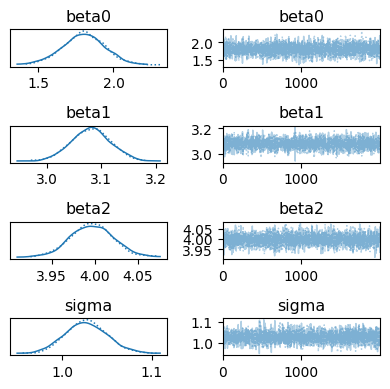 beta0 beta0
1.5 2.0
2.0
1.5
0 1000
beta1 beta1
3.0 3.1 3.2
3.2
3.0
0 1000
beta2 beta2
3.95 4.00 4.05
4.05
4.00
3.95
0 1000
sigma sigma
1.0 1.1
1.1
1.0
0 1000